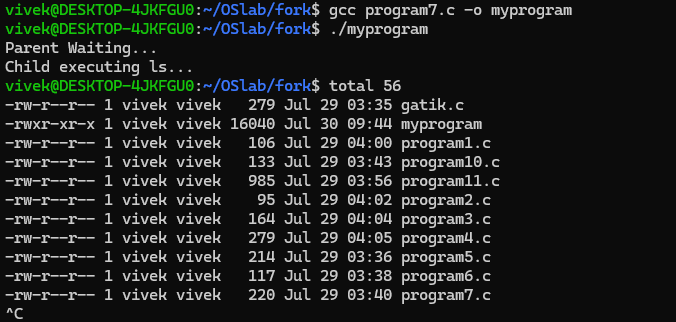 vivek@DESKTOP-4JKFGU0:~/OSlab/fork$ gcc program7.c -o myprogram
vivek@DESKTOP-4JKFGU0:~/OSlab/fork$ ./myprogram
Parent Waiting...
Child executing ls...
vivek@DESKTOP-4JKFGU0:~/OSlab/fork$ total 56
-rw-r--r-- 1 vivek vivek   279 Jul 29 03:35 gatik.c
-rwxr-xr-x 1 vivek vivek 16040 Jul 30 09:44 myprogram
-rw-r--r-- 1 vivek vivek   106 Jul 29 04:00 program1.c
-rw-r--r-- 1 vivek vivek   133 Jul 29 03:43 program10.c
-rw-r--r-- 1 vivek vivek   985 Jul 29 03:56 program11.c
-rw-r--r-- 1 vivek vivek    95 Jul 29 04:02 program2.c
-rw-r--r-- 1 vivek vivek   164 Jul 29 04:04 program3.c
-rw-r--r-- 1 vivek vivek   279 Jul 29 04:05 program4.c
-rw-r--r-- 1 vivek vivek   214 Jul 29 03:36 program5.c
-rw-r--r-- 1 vivek vivek   117 Jul 29 03:38 program6.c
-rw-r--r-- 1 vivek vivek   220 Jul 29 03:40 program7.c
^C